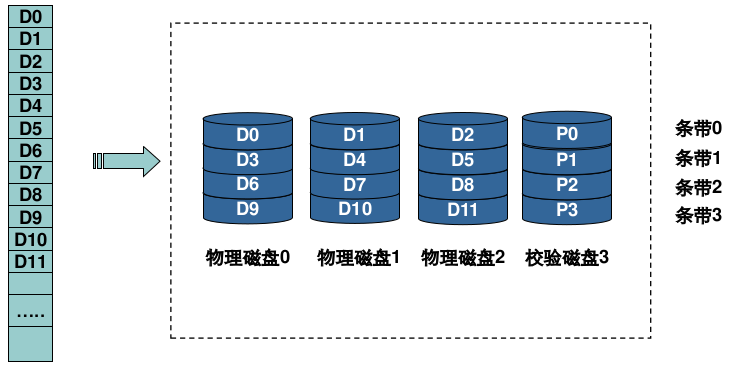 D0
D1
D2
D3
D4
D5
D6
D7
D8
D9
D10
D11
.....
D0 D1 D2 P0 条带0
D3 D4 D5 P1 条带1
D6 D7 D8 P2 条带2
D9 D10 D11 P3 条带3
物理磁盘0 物理磁盘1 物理磁盘2 校验磁盘3